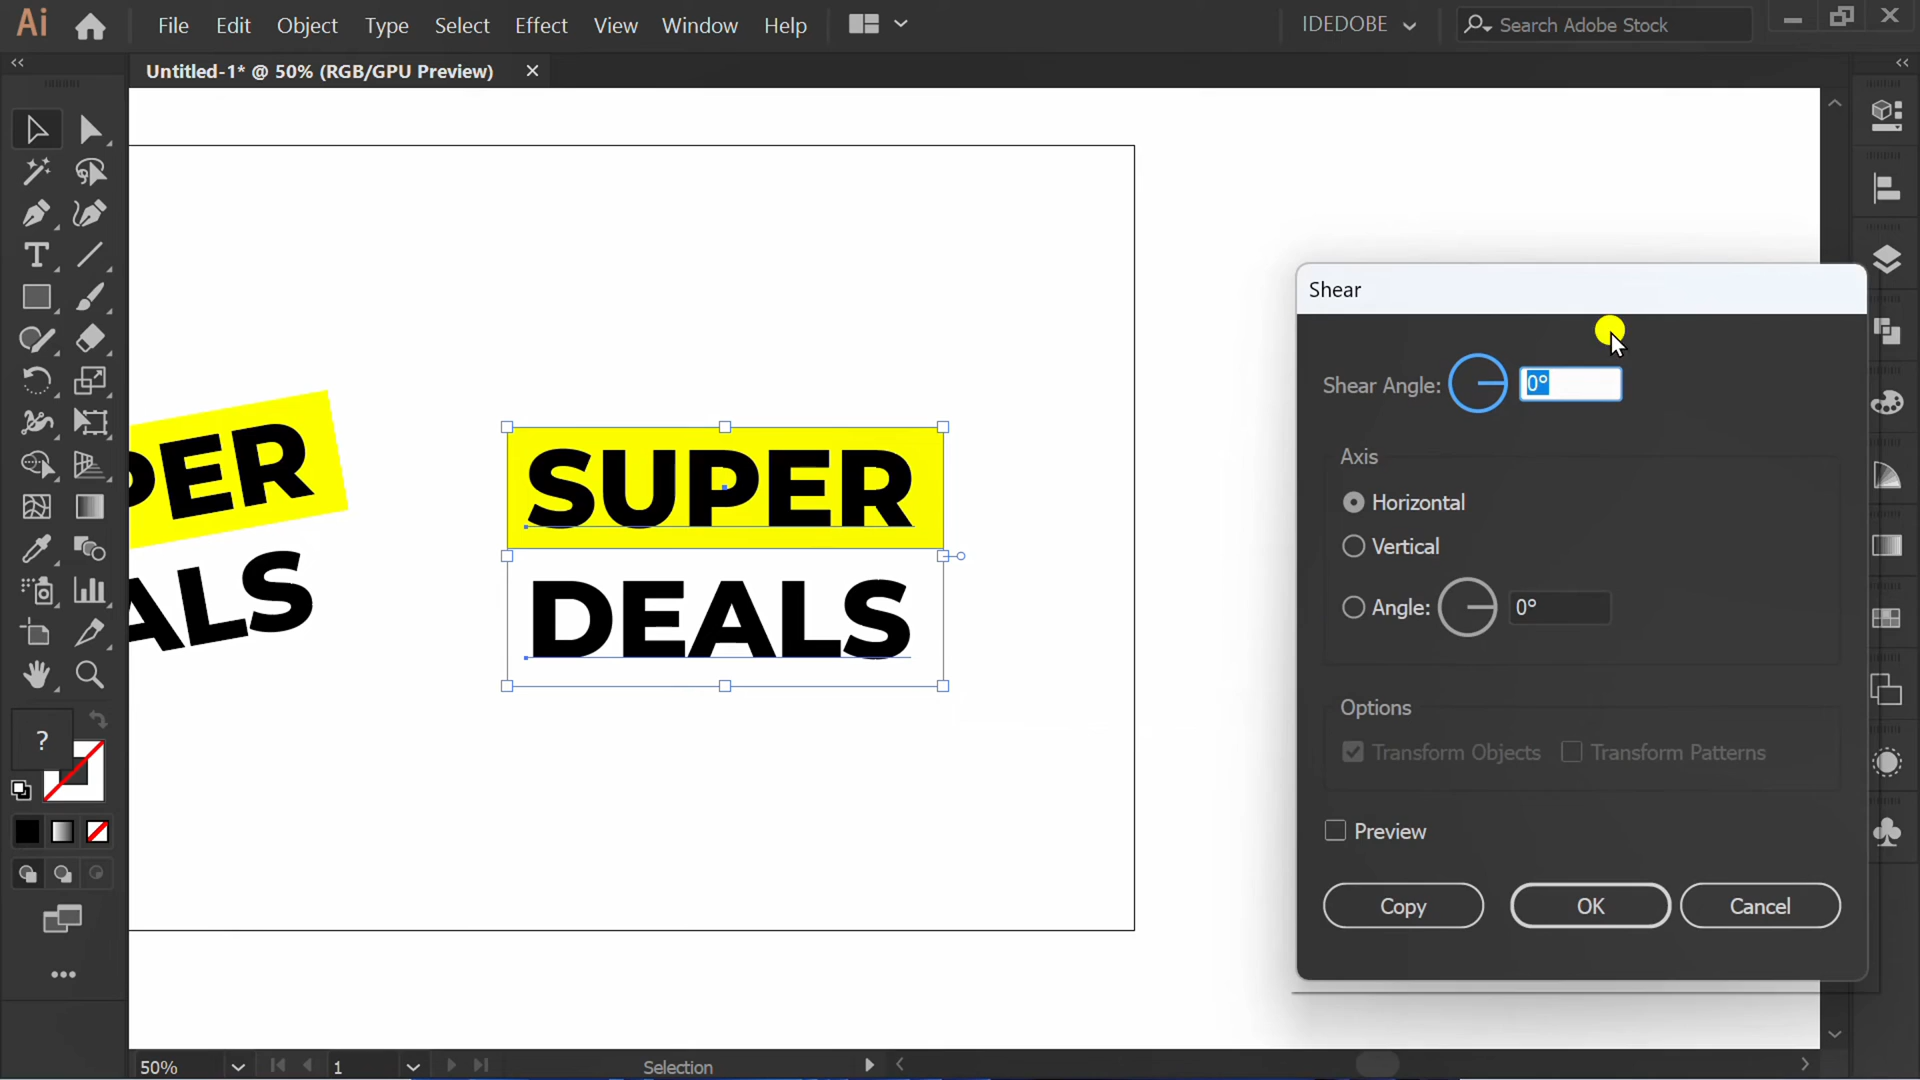 Ai File Edit Object Type Select Effect View Window Help IDEDOBE Search Adobe Stock
Untitled-1* @ 50% (RGB/GPU Preview)
PER
ALS
SUPER
DEALS
Shear
Shear Angle: 0°
Axis
Horizontal
Vertical
Angle: 0°
Options
Transform Objects Transform Patterns
Preview
Copy OK Cancel
T
?
50% 1 Selection